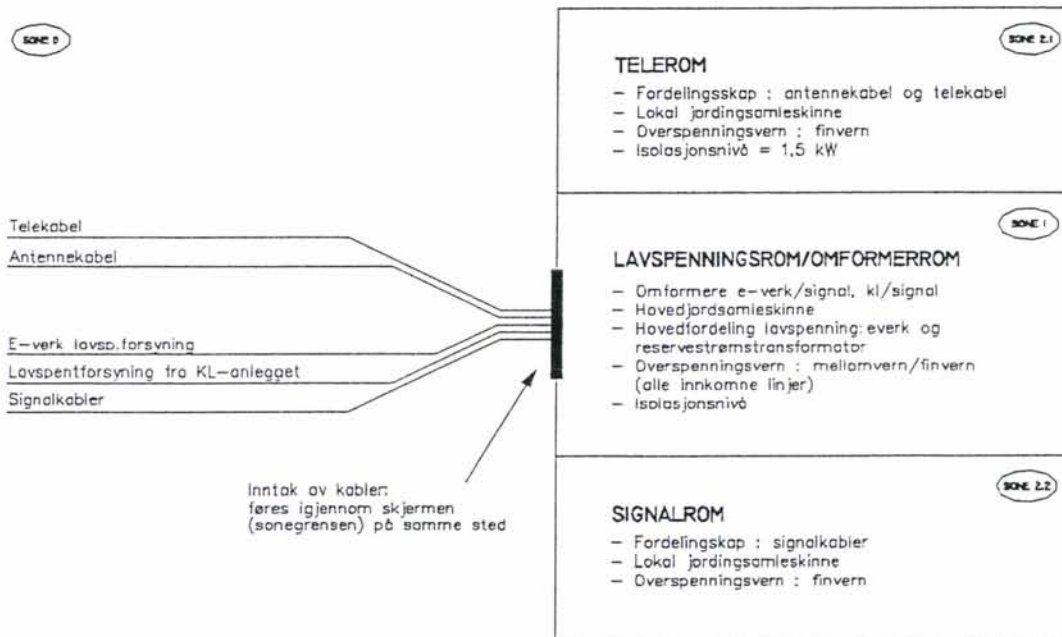 SONE 0
Telekabel
Antennekabel
E-verk lavsp.forsyning
Lavspentforsyning fra KL-anlegget
Signalkabler
Inntak av kabler:
føres igjennom skjermen
(sonegrensen) på samme sted
SONE 2.1
TELEROM
- Fordelingsskap : antennekabel og telekabel
- Lokal jordingsamleskinne
- Overspenningsvern : finvern
- Isolasjonsnivå = 1,5 kW
SONE 1
LAVSPENNINGSROM/OMFORMERROM
- Omformere e-verk/signal, kl/signal
- Hovedjordsamleskinne
- Hovedfordeling lavspenning: everk og
reservestrømstransformator
- Overspenningsvern : mellomvern/finvern
(alle innkomne linjer)
- Isolasjonsnivå
SONE 2.2
SIGNALROM
- Fordelingskap : signalkabler
- Lokal jordingsamleskinne
- Overspenningsvern : finvern